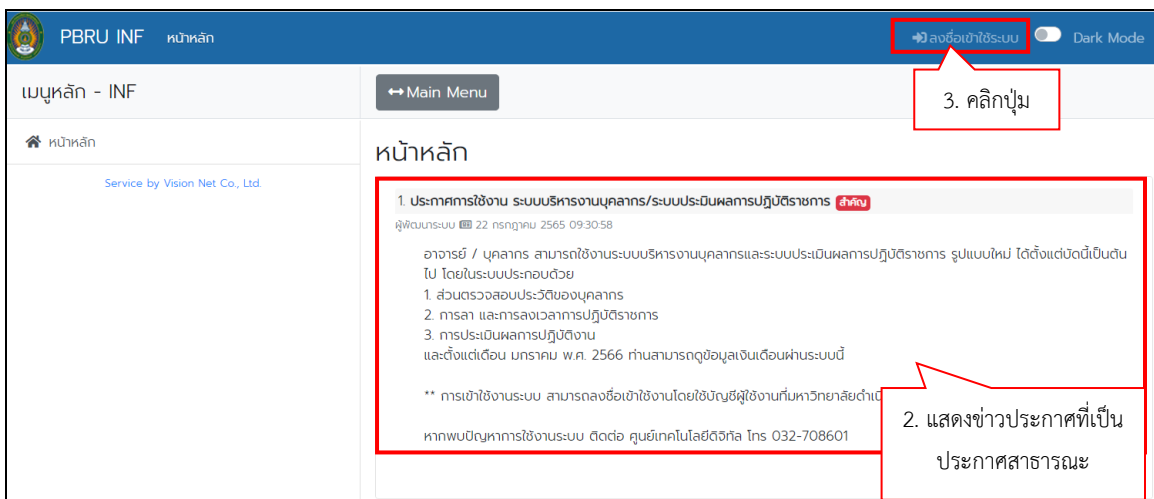 PBRU INF หน้าหลัก ลงชื่อเข้าใช้ระบบ Dark Mode
เมนูหลัก - INF
Main Menu
3. คลิกปุ่ม
หน้าหลัก
Service by Vision Net Co., Ltd.
หน้าหลัก
1. ประกาศการใช้งาน ระบบบริหารงานบุคลากร/ระบบประเมินผลการปฏิบัติราชการ สำคัญ
ผู้พัฒนาระบบ 22 กรกฎาคม 2565 09:30:58
อาจารย์ / บุคลากร สามารถใช้งานระบบบริหารงานบุคลากรและระบบประเมินผลการปฏิบัติราชการ รูปแบบใหม่ ได้ตั้งแต่บัดนี้เป็นต้น
ไป โดยในระบบประกอบด้วย
1. ส่วนตรวจสอบประวัติของบุคลากร
2. การลา และการลงเวลาการปฏิบัติราชการ
3. การประเมินผลการปฏิบัติงาน
และตั้งแต่เดือน มกราคม พ.ศ. 2566 ท่านสามารถดูข้อมูลเงินเดือนผ่านระบบนี้
** การเข้าใช้งานระบบ สามารถลงชื่อเข้าใช้งานโดยใช้บัญชีผู้ใช้งานที่มหาวิทยาลัย
หากพบปัญหาการใช้งานระบบ ติดต่อ ศูนย์เทคโนโลยีดิจิทัล โทร 032-708601
2. แสดงข่าวประกาศที่เป็น
ประกาศสาธารณะ